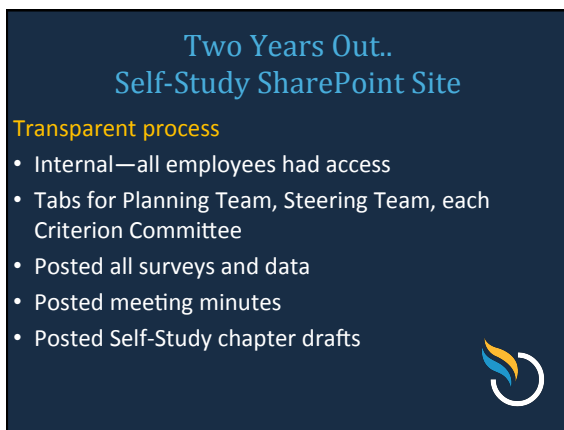 Two Years Out..
Self-Study SharePoint Site
Transparent process
• Internal—all employees had access
• Tabs for Planning Team, Steering Team, each
Criterion Committee
• Posted all surveys and data
• Posted meeting minutes
• Posted Self-Study chapter drafts